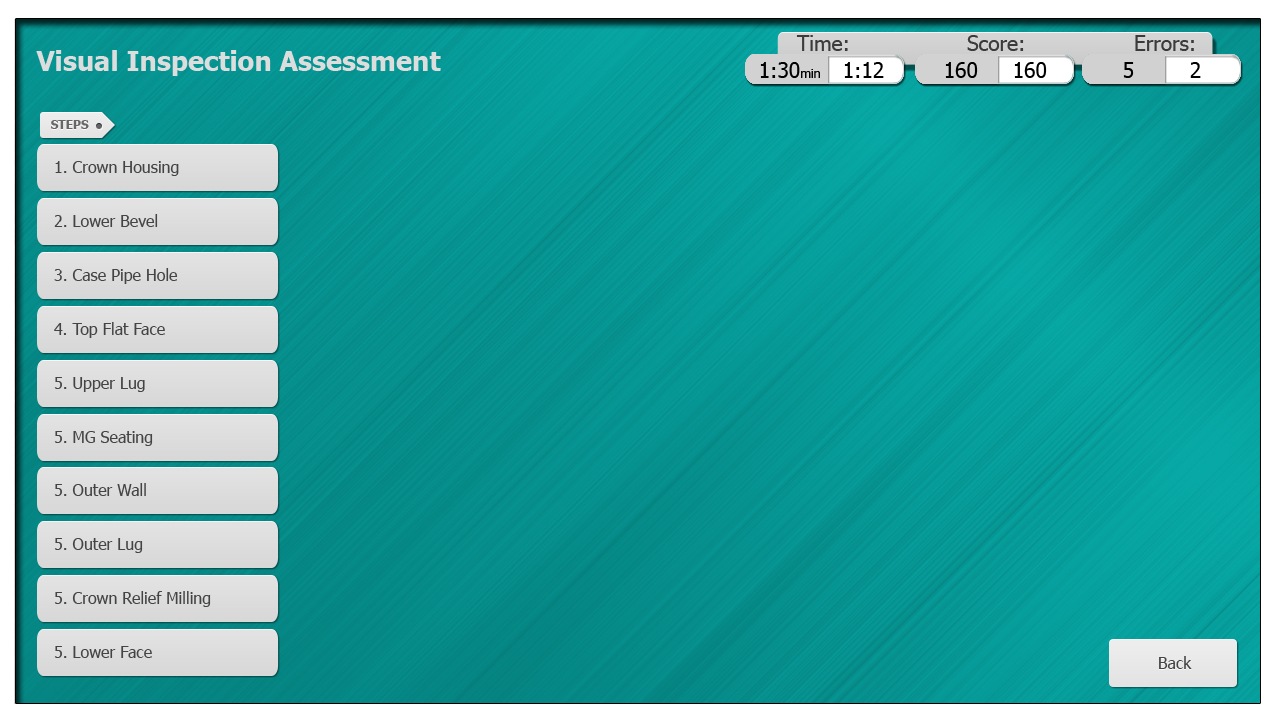 Visual Inspection Assessment
Time: Score: Errors:
1:30min 1:12 160 160 5 2
STEPS
1. Crown Housing
2. Lower Bevel
3. Case Pipe Hole
4. Top Flat Face
5. Upper Lug
5. MG Seating
5. Outer Wall
5. Outer Lug
5. Crown Relief Milling
5. Lower Face
Back